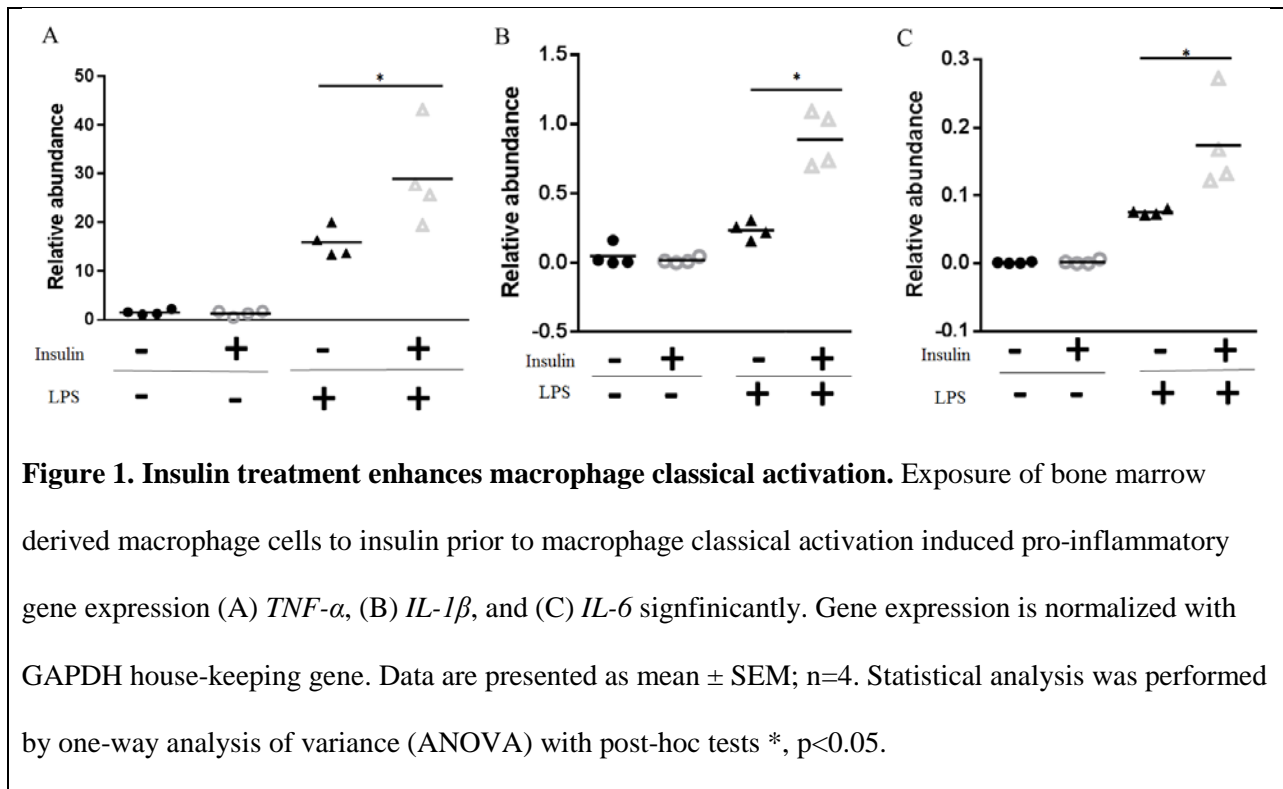 A
Relative abundance
50
40
30
20
10
0
*
Insulin - + - +
LPS - - + +
B
Relative abundance
1.5
1.0
0.5
0.0
-0.5
*
Insulin - + - +
LPS - - + +
C
Relative abundance
0.3
0.2
0.1
0.0
-0.1
*
Insulin - + - +
LPS - - + +
Figure 1. Insulin treatment enhances macrophage classical activation. Exposure of bone marrow
derived macrophage cells to insulin prior to macrophage classical activation induced pro-inflammatory
gene expression (A) TNF-α, (B) IL-1β, and (C) IL-6 signfinicantly. Gene expression is normalized with
GAPDH house-keeping gene. Data are presented as mean ± SEM; n=4. Statistical analysis was performed
by one-way analysis of variance (ANOVA) with post-hoc tests *, p<0.05.